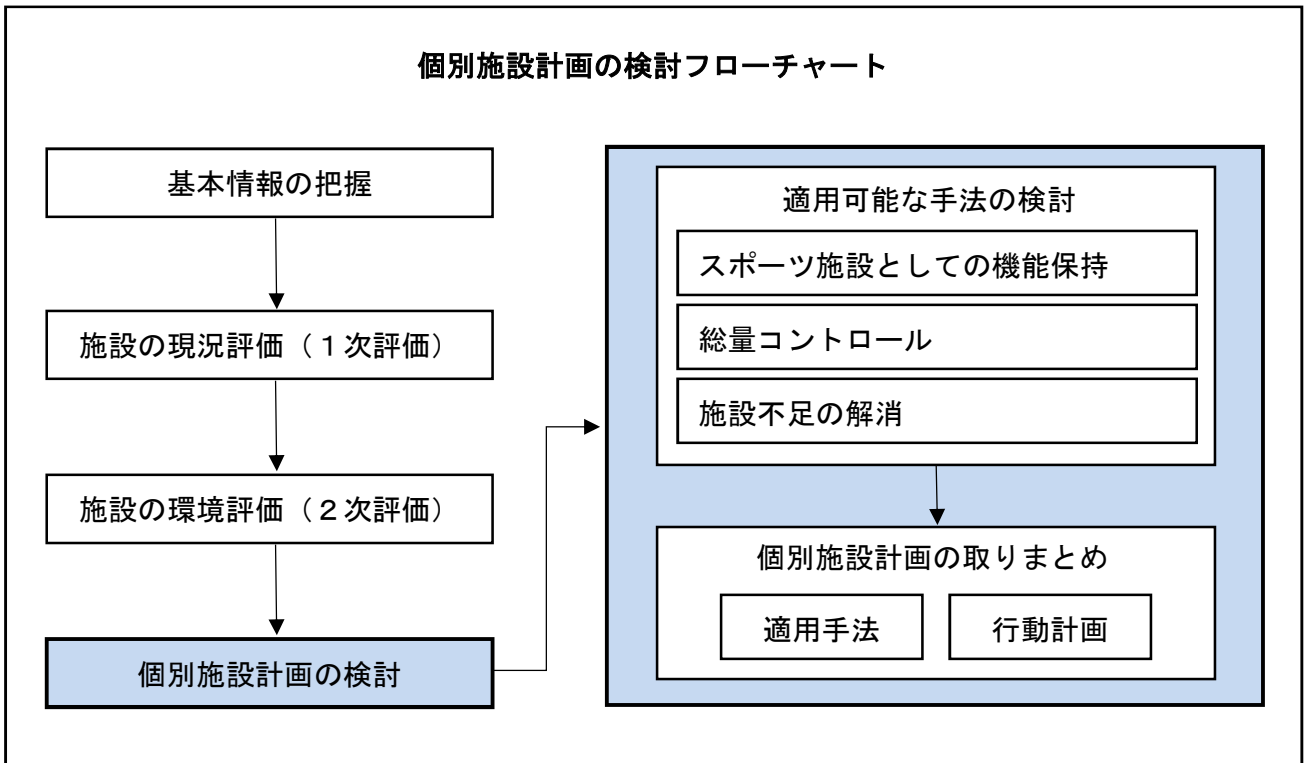 個別施設計画の検討フローチャート
基本情報の把握
施設の現況評価（１次評価）
施設の環境評価（２次評価）
個別施設計画の検討
適用可能な手法の検討
スポーツ施設としての機能保持
総量コントロール
施設不足の解消
個別施設計画の取りまとめ
適用手法
行動計画